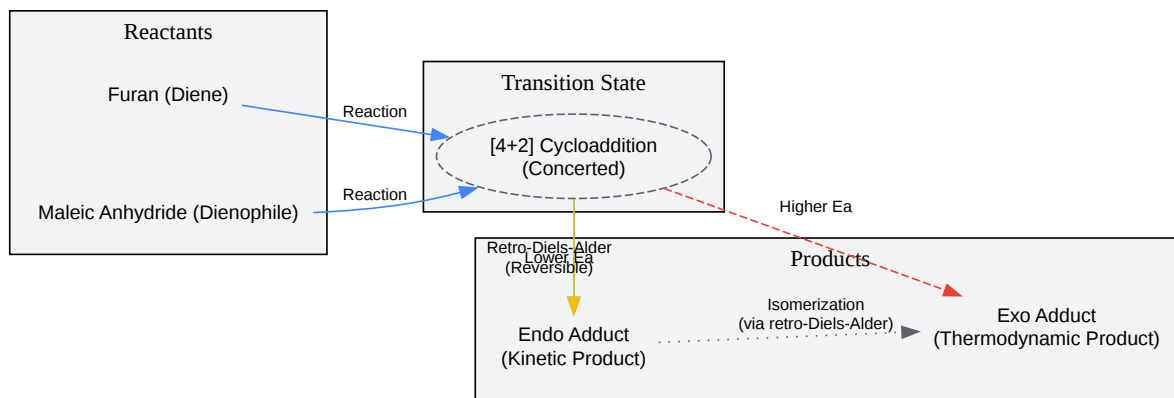 Reactants
Furan (Diene)
Maleic Anhydride (Dienophile)
Reaction
Reaction
Transition State
[4+2] Cycloaddition
(Concerted)
Higher Ea
Retro-Diels-Alder
(Reversible)
Lower Ea
Products
Isomerization
(via retro-Diels-Alder)
Endo Adduct
(Kinetic Product)
Exo Adduct
(Thermodynamic Product)